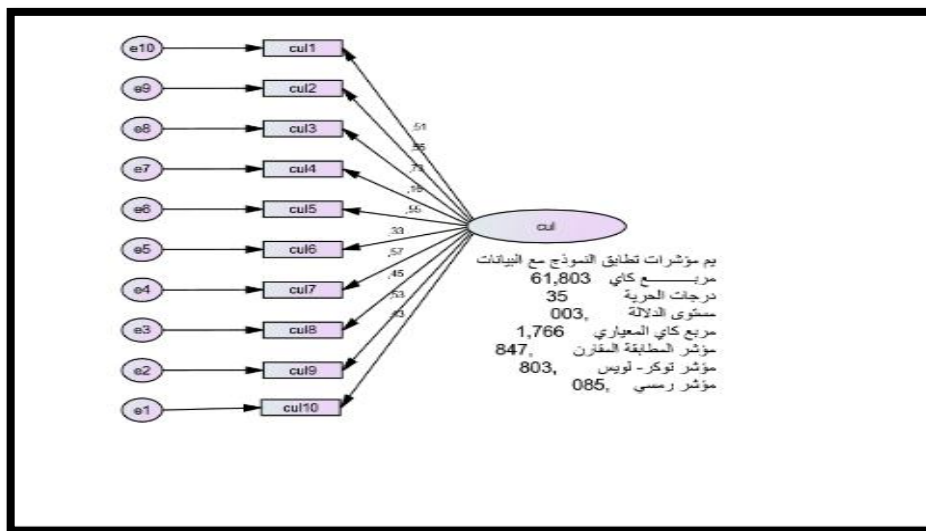 e10 cul1
e9 cul2
e8 cul3
e7 cul4
e6 cul5
e5 cul6
e4 cul7
e3 cul8
e2 cul9
e1 cul10
,51
,55
,73
,18
,55
,33
,57
,45
,53
,43
cul
يم مؤشرات تطابق النموذج مع البيانات
مربـــــع كاي 61,803
درجات الحرية 35
مستوى الدلالة ,003
مربع كاي المعياري 1,766
مؤشر المطابقة المقارن ,847
مؤشر توكر- لويس ,803
مؤشر رمسي ,085